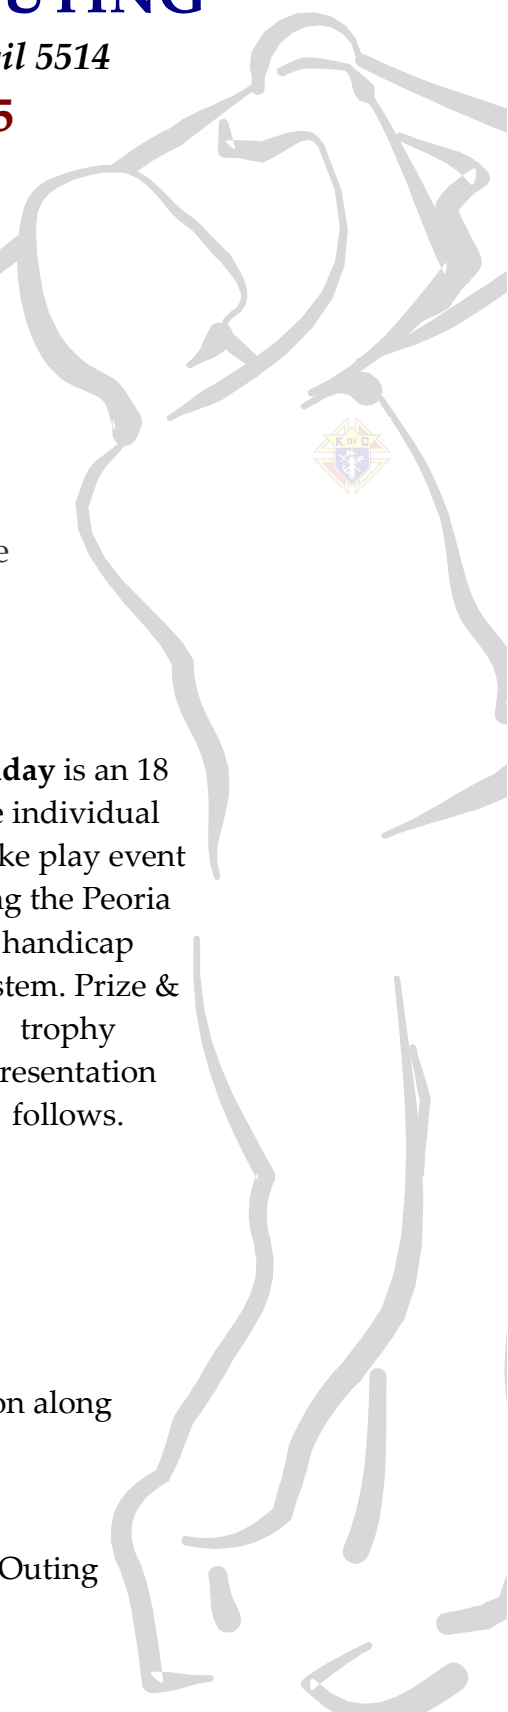 UTING
il 5514
5
K OF C
e
day is an 18
e individual
ke play event
g the Peoria
handicap
stem. Prize &
trophy
resentation
follows.
on along
Outing